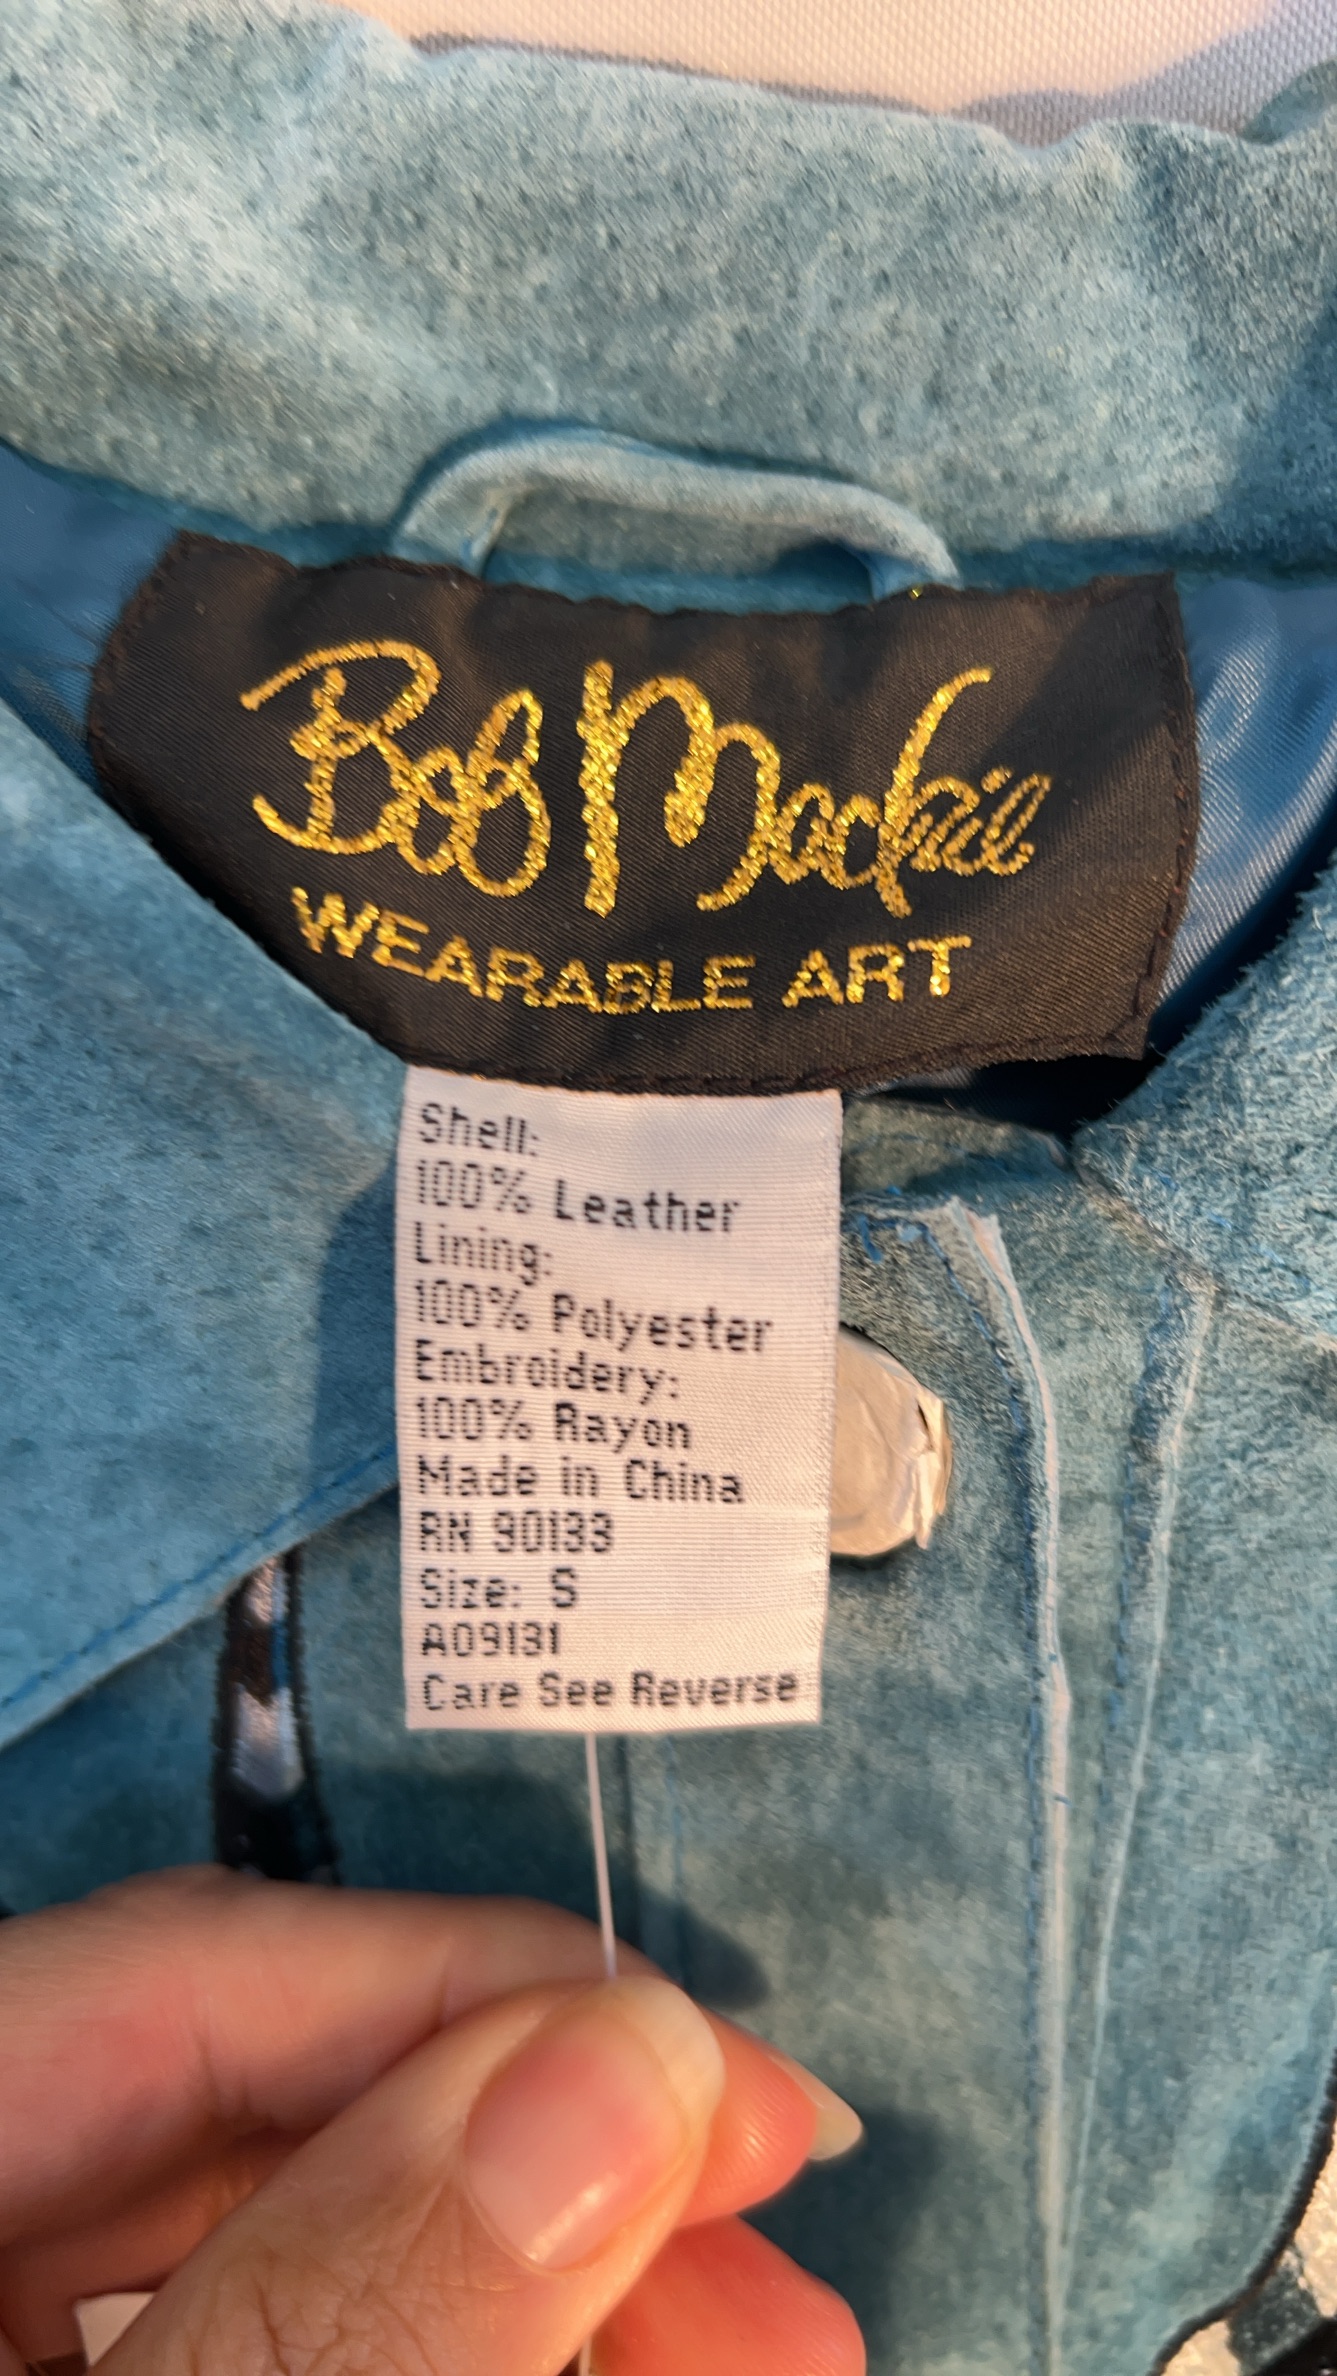 Bob Mackie
WEARABLE ART
Shell:
100% Leather
Lining:
100% Polyester
Embroidery:
100% Rayon
Made in China
RN 90133
Size: S
A09131
Care See Reverse